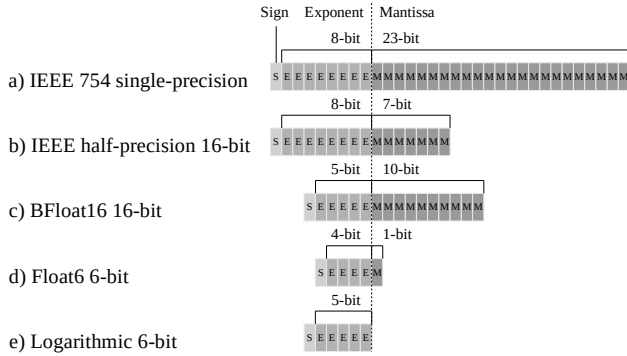 Sign Exponent Mantissa
8-bit 23-bit
a) IEEE 754 single-precision S E E E E E E E E M M M M M M M M M M M M M M M M M M M M M M M
8-bit 7-bit
b) IEEE half-precision 16-bit S E E E E E E E E M M M M M M M
5-bit 10-bit
c) BFloat16 16-bit S E E E E E M M M M M M M M M M
4-bit 1-bit
d) Float6 6-bit S E E E E M
5-bit
e) Logarithmic 6-bit S E E E E E